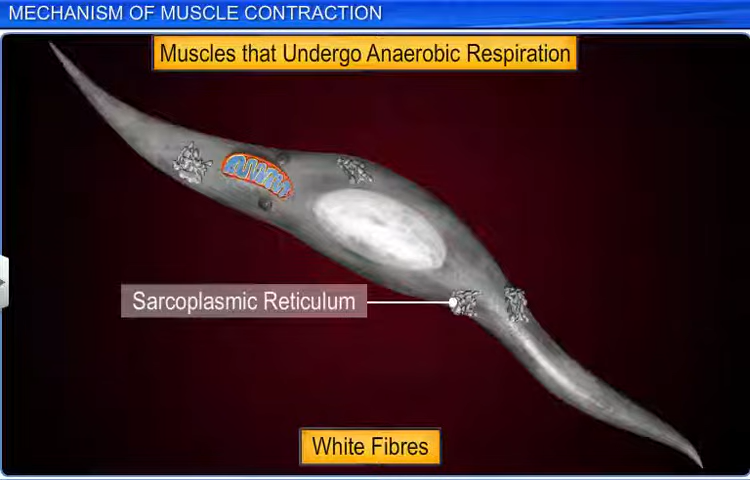 MECHANISM OF MUSCLE CONTRACTION
Muscles that Undergo Anaerobic Respiration
Sarcoplasmic Reticulum
White Fibres